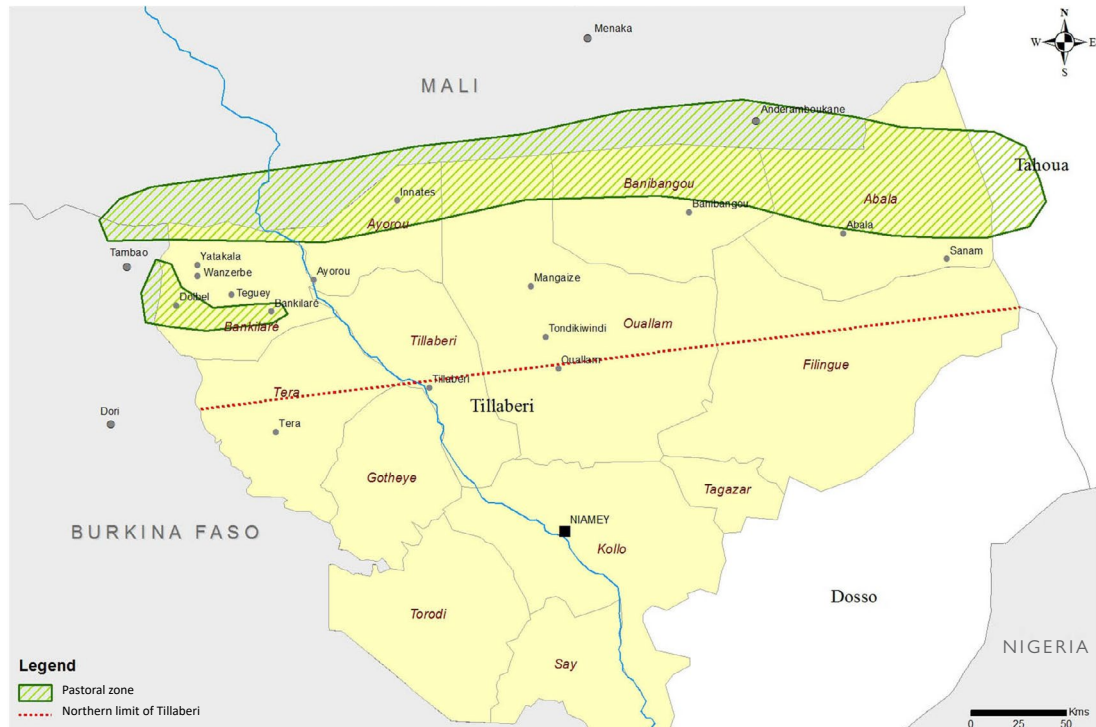 Menaka
N
W E
S
MALI
Anderamboukane
Tahoua
Innates
Banibangou
Abala
Banibangou
Ayorou
Abala
Tambao
Yatakala
Wanzerbe
Sanam
Ayorou
Mangaize
Dolbel
Teguey
Bankilaré
Bankilaré
Tondikiwindi
Ouallam
Tillaberi
Ouallam
Filingue
Tillaberi
Tera
Tillaberi
Dori
Tera
Gotheye
Tagazar
NIAMEY
BURKINA FASO
Kollo
Dosso
Torodi
NIGERIA
Say
Legend
Pastoral zone
Northern limit of Tillaberi
Kms
0 25 50